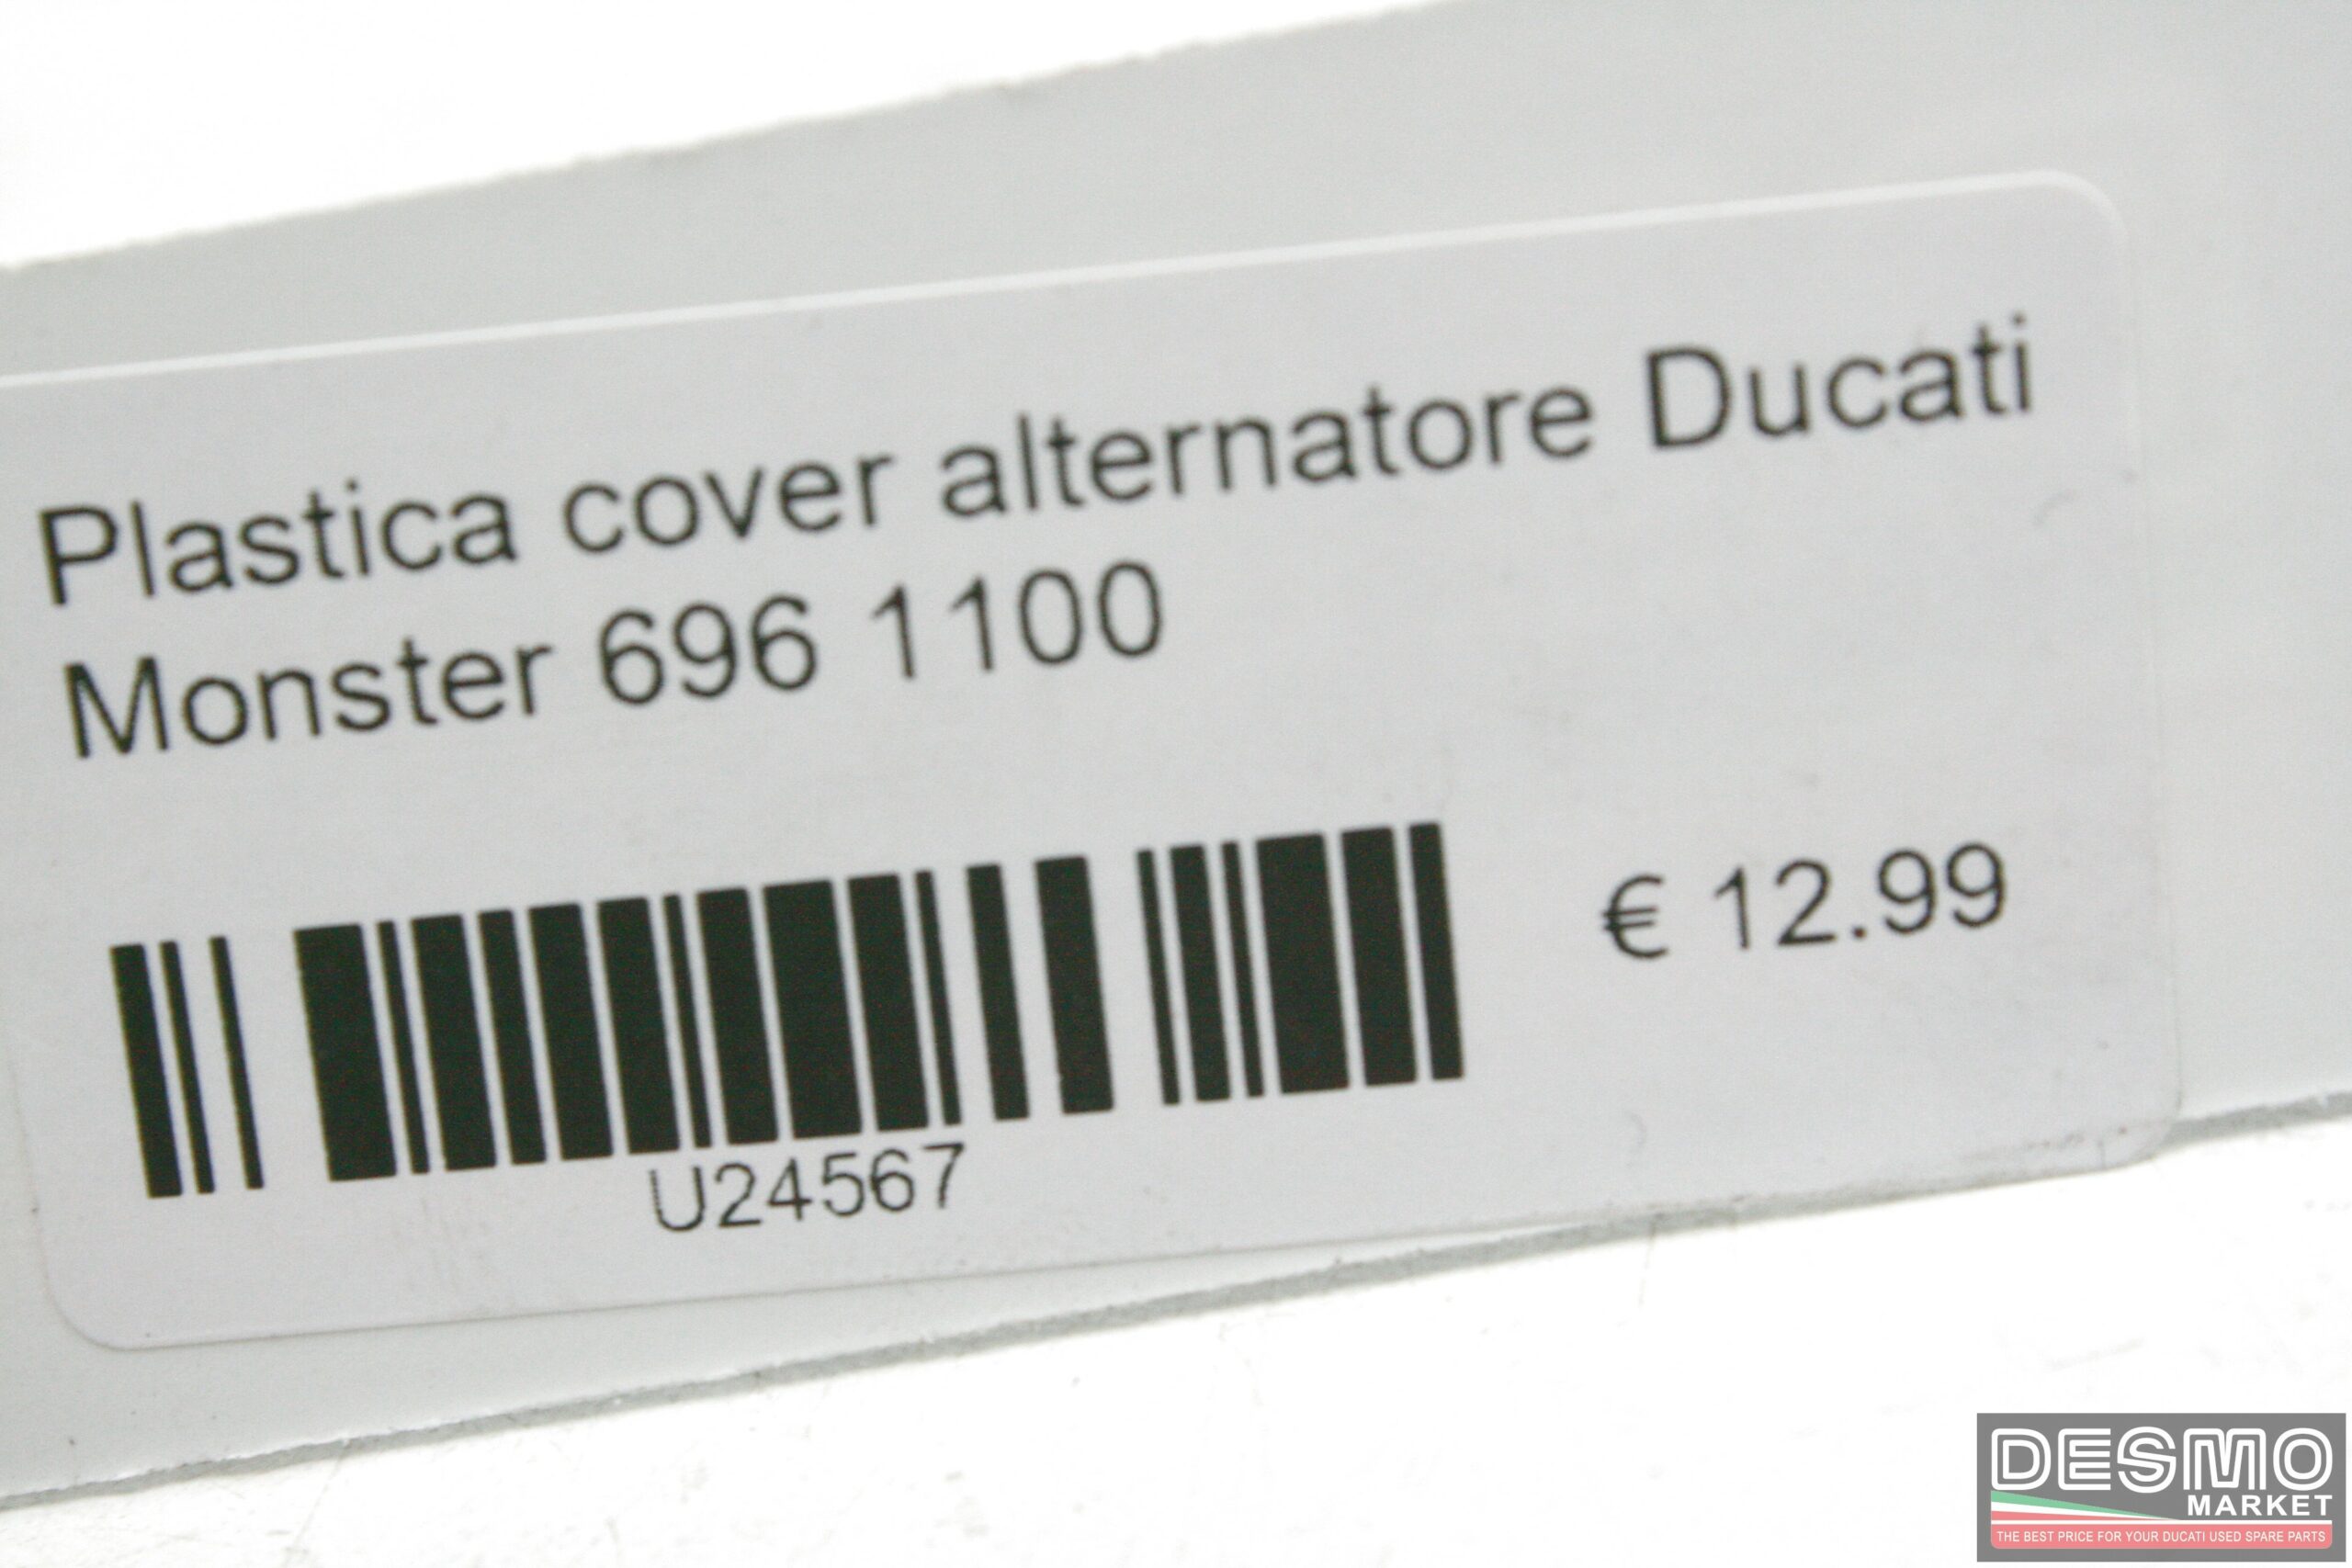 Plastica cover alternatore Ducati
Monster 696 1100
€ 12.99
U24567
DESMO
MARKET
THE BEST PRICE FOR YOUR DUCATI USED SPARE PARTS